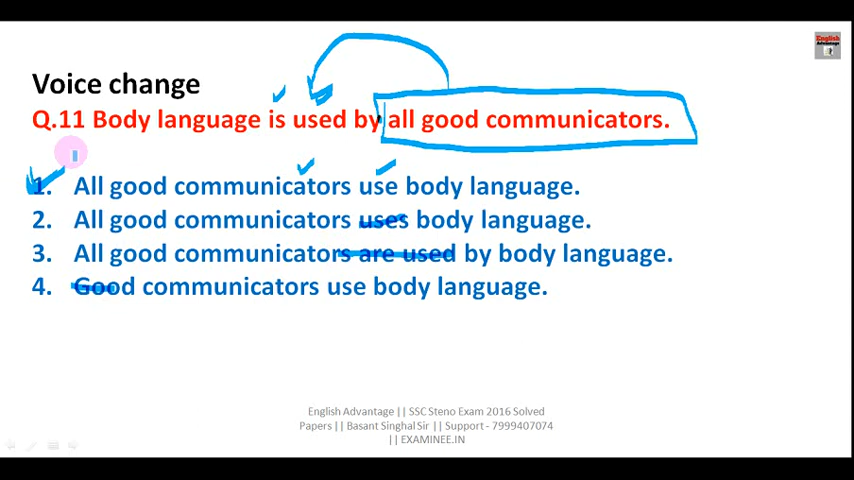 English
Advantage
Voice change
Q.11 Body language is used by all good communicators.
1. All good communicators use body language.
2. All good communicators uses body language.
3. All good communicators are used by body language.
4. Good communicators use body language.
English Advantage || SSC Steno Exam 2016 Solved
Papers || Basant Singhal Sir || Support - 7999407074
|| EXAMINEE.IN